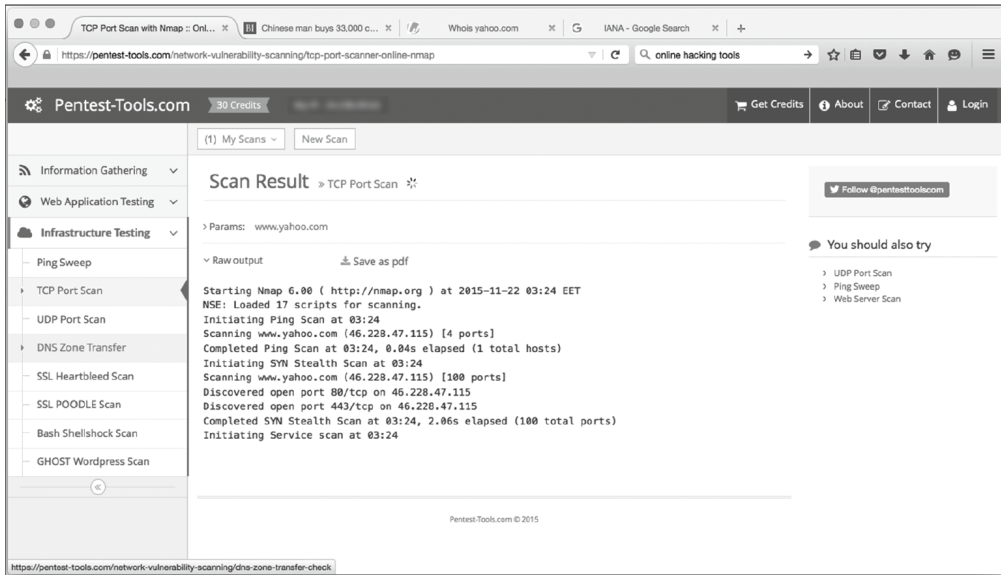 TCP Port Scan with Nmap :: Onl... ×
BI Chinese man buys 33,000 c... ×
Whois yahoo.com ×
G IANA - Google Search ×
+
https://pentest-tools.com/network-vulnerability-scanning/tcp-port-scanner-online-nmap
online hacking tools
Pentest-Tools.com
30 Credits
Get Credits
About
Contact
Login
(1) My Scans
New Scan
Information Gathering
Web Application Testing
Infrastructure Testing
Ping Sweep
TCP Port Scan
UDP Port Scan
DNS Zone Transfer
SSL Heartbleed Scan
SSL POODLE Scan
Bash Shellshock Scan
GHOST Wordpress Scan
Scan Result » TCP Port Scan
› Params: www.yahoo.com
Raw output
Save as pdf
Starting Nmap 6.00 ( http://nmap.org ) at 2015-11-22 03:24 EET
NSE: Loaded 17 scripts for scanning.
Initiating Ping Scan at 03:24
Scanning www.yahoo.com (46.228.47.115) [4 ports]
Completed Ping Scan at 03:24, 0.04s elapsed (1 total hosts)
Initiating SYN Stealth Scan at 03:24
Scanning www.yahoo.com (46.228.47.115) [100 ports]
Discovered open port 80/tcp on 46.228.47.115
Discovered open port 443/tcp on 46.228.47.115
Completed SYN Stealth Scan at 03:24, 2.06s elapsed (100 total ports)
Initiating Service scan at 03:24
Follow @pentesttoolscom
You should also try
› UDP Port Scan
› Ping Sweep
› Web Server Scan
Pentest-Tools.com © 2015
https://pentest-tools.com/network-vulnerability-scanning/dns-zone-transfer-check